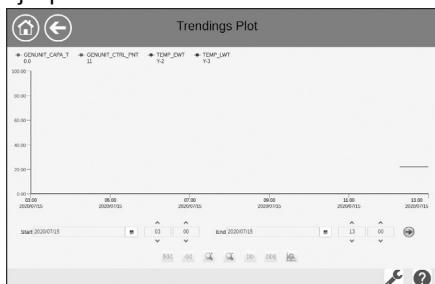 Trendings Plot
GENUNIT_CAPA_T GENUNIT_CTRL_PNT TEMP_EWT TEMP_LWT
0.0 11 Y-2 Y-3
100.00
80.00
60.00
40.00
20.00
0.00
03:00 05:00 07:00 09:00 11:00 13:00
2020/07/15 2020/07/15 2020/07/15 2020/07/15 2020/07/15 2020/07/15
Start 2020/07/15 03 00 End 2020/07/15 13 00